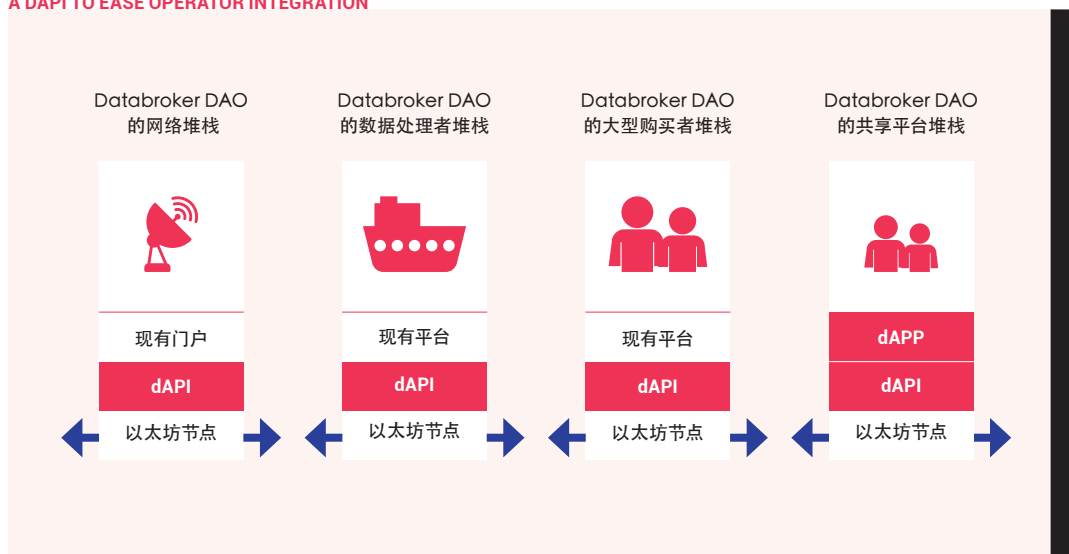 A DAPI TO EASE OPERATOR INTEGRATION
Databroker DAO
的网络堆栈
Databroker DAO
的数据处理者堆栈
Databroker DAO
的大型购买者堆栈
Databroker DAO
的共享平台堆栈
现有门户
现有平台
现有平台
dAPP
dAPI
dAPI
dAPI
dAPI
以太坊节点
以太坊节点
以太坊节点
以太坊节点